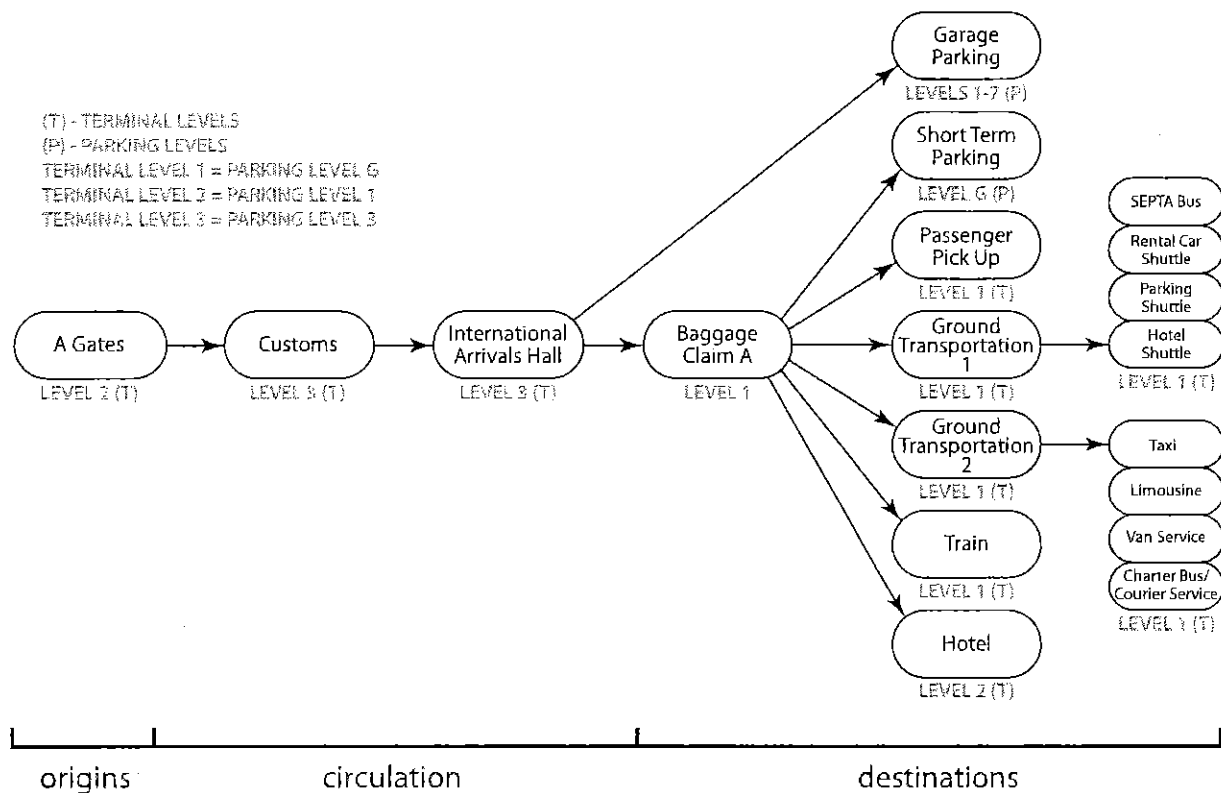 Garage
Parking
LEVELS 1-7 (P)
(T) - TERMINAL LEVELS
(P) - PARKING LEVELS
TERMINAL LEVEL 1 = PARKING LEVEL G
TERMINAL LEVEL 2 = PARKING LEVEL 1
TERMINAL LEVEL 3 = PARKING LEVEL 3
Short Term
Parking
LEVEL G (P)
Passenger
Pick Up
LEVEL 1 (T)
A Gates
LEVEL 2 (T)
Customs
LEVEL 3 (T)
International
Arrivals Hall
LEVEL 3 (T)
Baggage
Claim A
LEVEL 1
Ground
Transportation
1
LEVEL 1 (T)
SEPTA Bus
Rental Car
Shuttle
Parking
Shuttle
Hotel
Shuttle
LEVEL 1 (T)
Ground
Transportation
2
LEVEL 1 (T)
Taxi
Limousine
Van Service
Charter Bus/
Courier Service
LEVEL 1 (T)
Train
LEVEL 1 (T)
Hotel
LEVEL 2 (T)
origins
circulation
destinations